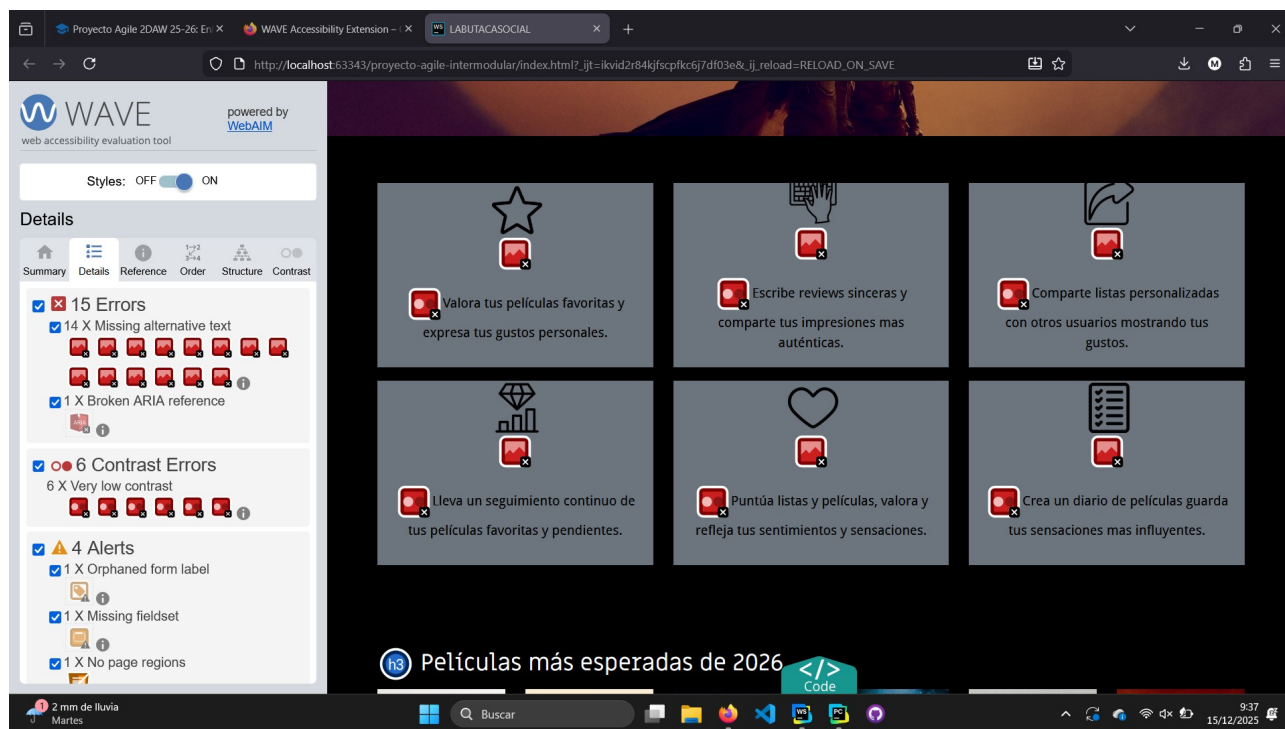 Proyecto Agile 2DAW 25-26: En
WAVE Accessibility Extension – 
LABUTACASOCIAL
http://localhost:63343/proyecto-agile-intermodular/index.html?_ijt=ikvid2r84kjfscpfkc6j7df03e&_ij_reload=RELOAD_ON_SAVE
M
WAVE
web accessibility evaluation tool
powered by
WebAIM
Styles: OFF ON
Details
Summary Details Reference Order Structure Contrast
15 Errors
14 X Missing alternative text
1 X Broken ARIA reference
ARIA
6 Contrast Errors
6 X Very low contrast
4 Alerts
1 X Orphaned form label
1 X Missing fieldset
1 X No page regions
Valora tus películas favoritas y
expresa tus gustos personales.
Escribe reviews sinceras y
comparte tus impresiones mas
auténticas.
Comparte listas personalizadas
con otros usuarios mostrando tus
gustos.
Lleva un seguimiento continuo de
tus películas favoritas y pendientes.
Puntúa listas y películas, valora y
refleja tus sentimientos y sensaciones.
Crea un diario de películas guarda
tus sensaciones mas influyentes.
h3 Películas más esperadas de 2026
</>
Code
1
2 mm de lluvia
Martes
Buscar
WS
PC
9:37
15/12/2025